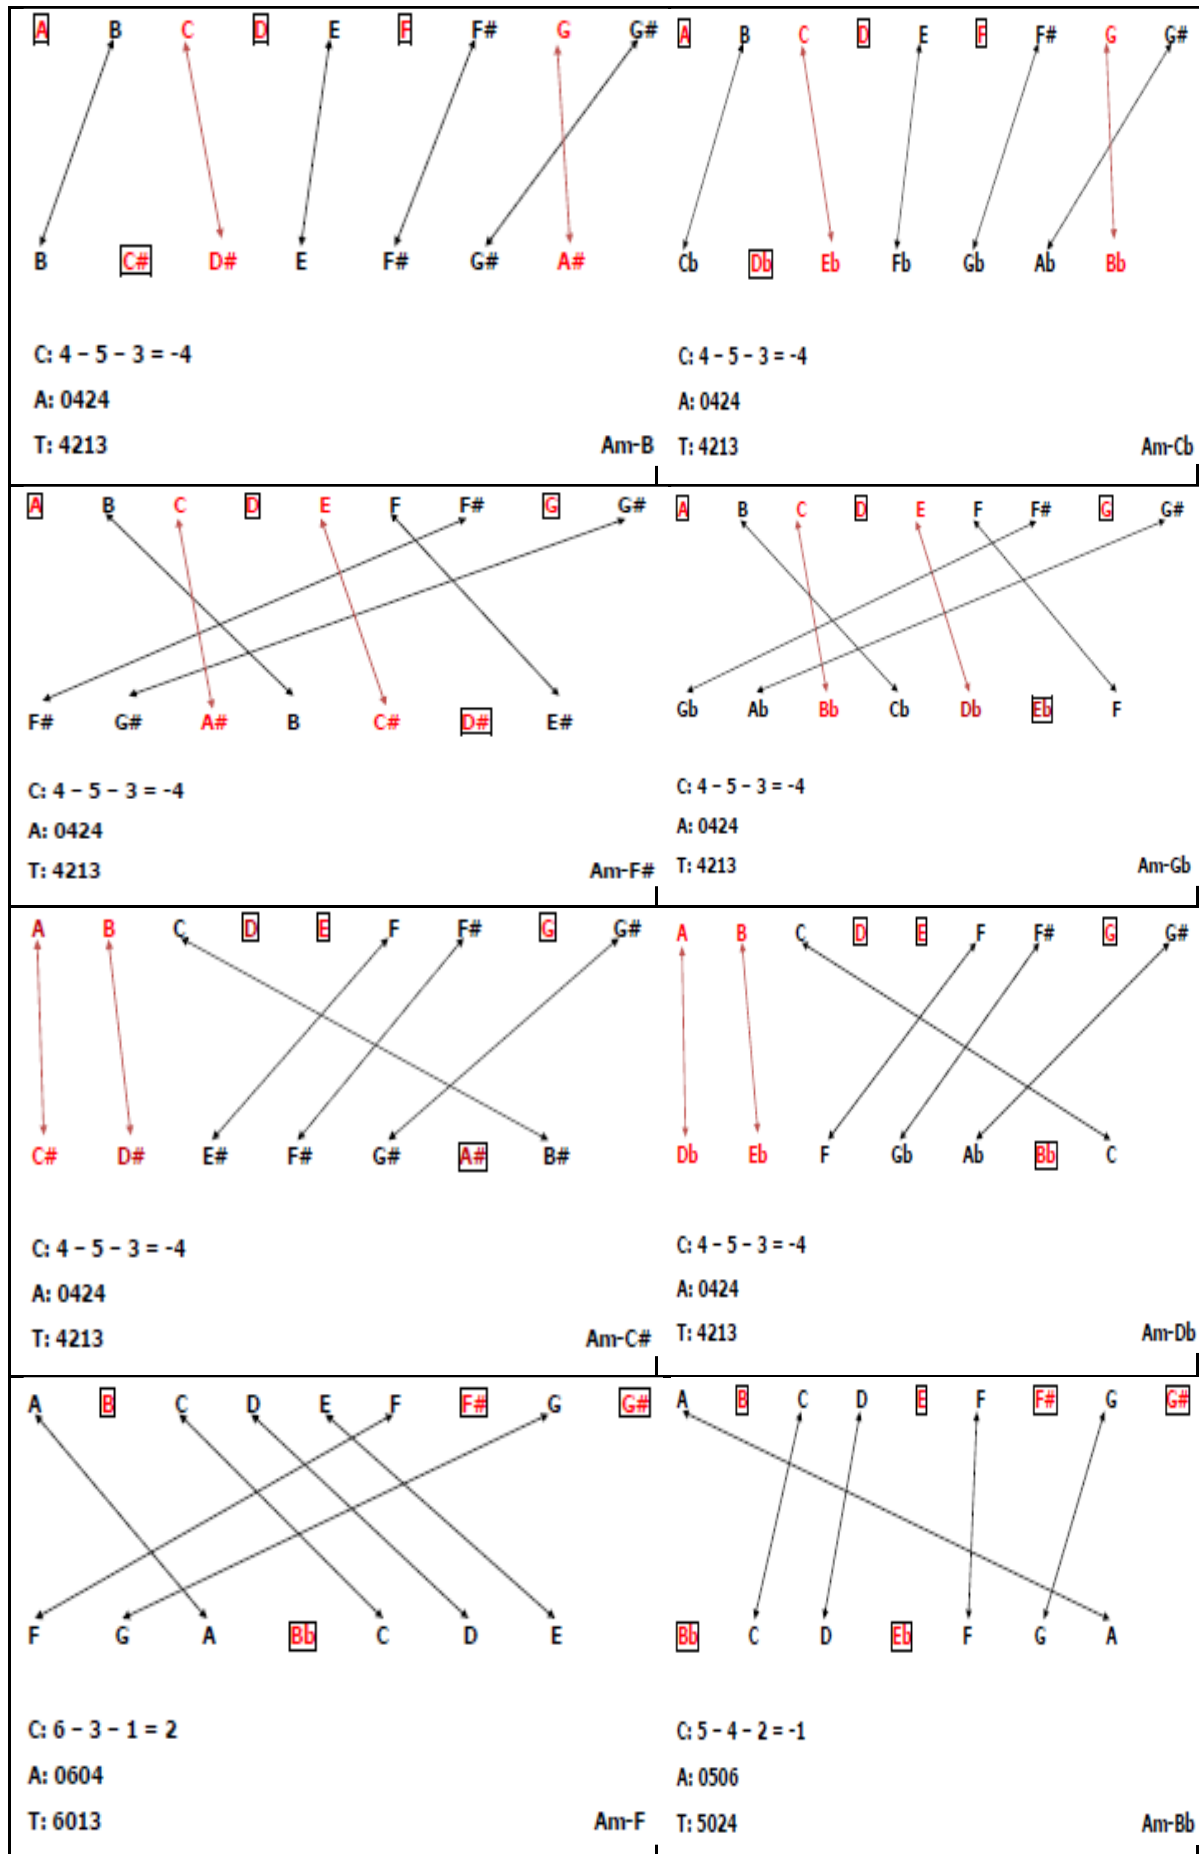 A B C D E F F# G G#
B C# D# E F# G# A#
C: 4 – 5 – 3 = -4
A: 0424
T: 4213 Am-B
A B C D E F F# G G#
Cb Db Eb Fb Gb Ab Bb
C: 4 – 5 – 3 = -4
A: 0424
T: 4213 Am-Cb
A B C D E F F# G G#
F# G# A# B C# D# E#
C: 4 – 5 – 3 = -4
A: 0424
T: 4213 Am-F#
A B C D E F F# G G#
Gb Ab Bb Cb Db Eb F
C: 4 – 5 – 3 = -4
A: 0424
T: 4213 Am-Gb
A B C D E F F# G G#
C# D# E# F# G# A# B#
C: 4 – 5 – 3 = -4
A: 0424
T: 4213 Am-C#
A B C D E F F# G G#
Db Eb F Gb Ab Bb C
C: 4 – 5 – 3 = -4
A: 0424
T: 4213 Am-Db
A B C D E F F# G G#
F G A Bb C D E
C: 6 – 3 – 1 = 2
A: 0604
T: 6013 Am-F
A B C D E F F# G G#
Bb C D Eb F G A
C: 5 – 4 – 2 = -1
A: 0506
T: 5024 Am-Bb